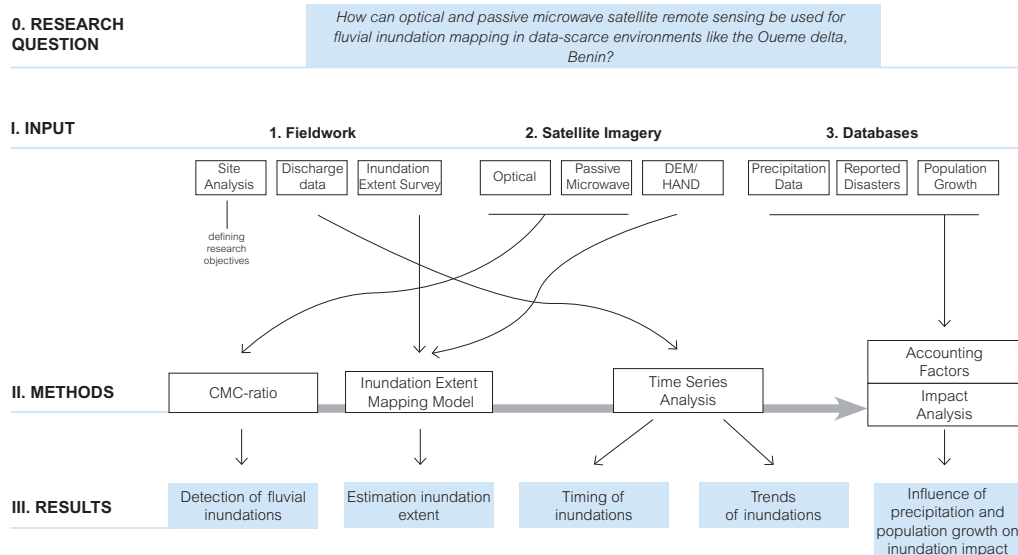 0. RESEARCH
QUESTION
How can optical and passive microwave satellite remote sensing be used for
fluvial inundation mapping in data-scarce environments like the Oueme delta,
Benin?
I. INPUT
1. Fieldwork
2. Satellite Imagery
3. Databases
Site
Analysis
Discharge
data
Inundation
Extent Survey
Optical
Passive
Microwave
DEM/
HAND
Precipitation
Data
Reported
Disasters
Population
Growth
defining
research
objectives
II. METHODS
CMC-ratio
Inundation Extent
Mapping Model
Time Series
Analysis
Accounting
Factors
Impact
Analysis
III. RESULTS
Detection of fluvial
inundations
Estimation inundation
extent
Timing of
inundations
Trends
of inundations
Influence of
precipitation and
population growth on
inundation impact